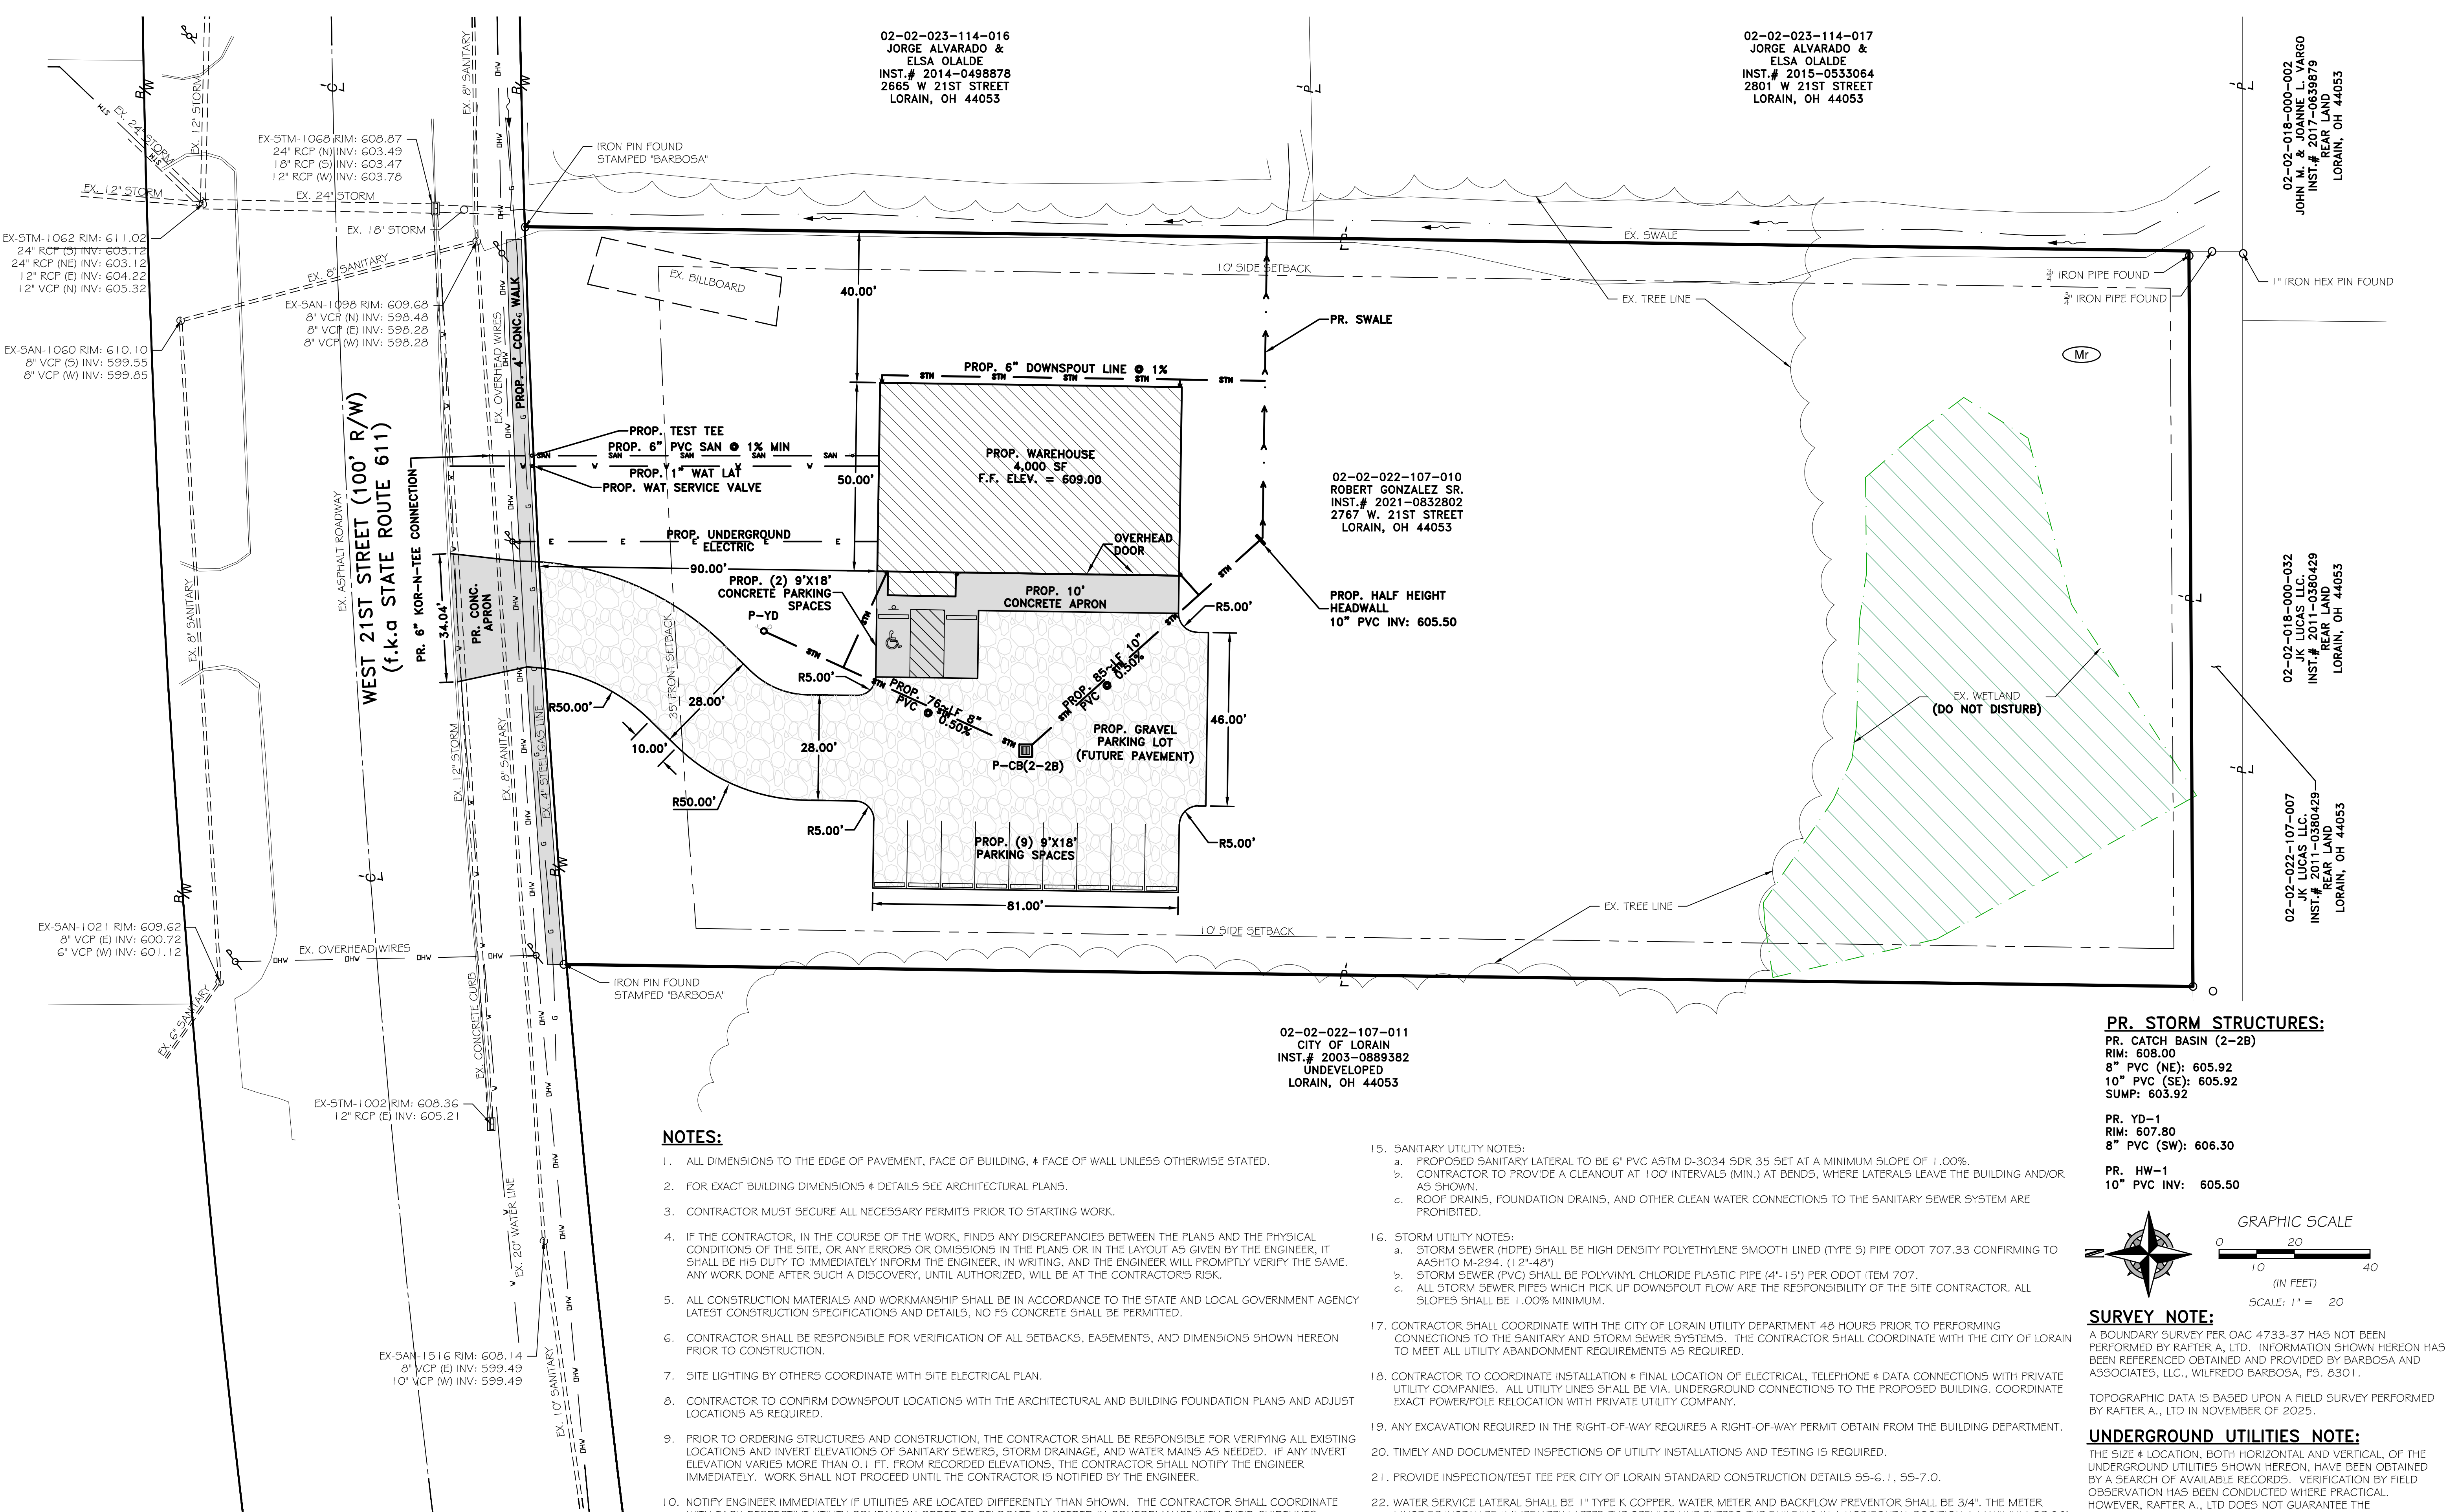 02-02-023-114-016
JORGE ALVARADO &
ELSA OLALDE
INST.# 2014-0498878
2665 W 21ST STREET
LORAIN, OH 44053
02-02-023-114-017
JORGE ALVARADO &
ELSA OLALDE
INST.# 2015-0533064
2801 W 21ST STREET
LORAIN, OH 44053
02-02-018-000-002
JOHN M. & JOANNE L. VARGO
INST.# 2017-0639879
REAR LAND
LORAIN, OH 44053
EX. 24" STORM
EX. 12" STORM
EX. 8" SANITARY
EX. 12" STORM
EX-STM-1068 RIM: 608.87
24" RCP (N) INV: 603.49
18" RCP (S) INV: 603.47
12" RCP (W) INV: 603.78
EX. 24" STORM
EX. 18" STORM
IRON PIN FOUND
STAMPED "BARBOSA"
EX-STM-1062 RIM: 611.02
24" RCP (S) INV: 603.12
24" RCP (NE) INV: 603.12
12" RCP (E) INV: 604.22
12" VCP (N) INV: 605.32
EX. 8" SANITARY
EX-SAN-1098 RIM: 609.68
8" VCP (N) INV: 598.48
8" VCP (E) INV: 598.28
8" VCP (W) INV: 598.28
EX-SAN-1060 RIM: 610.10
8" VCP (S) INV: 599.55
8" VCP (W) INV: 599.85
EX. SWALE
10' SIDE SETBACK
EX. BILLBOARD
40.00'
3/4" IRON PIPE FOUND
3/4" IRON PIPE FOUND
1" IRON HEX PIN FOUND
EX. TREE LINE
PR. SWALE
Mr
EX. OVERHEAD WIRES
PROP. 4' CONC. WALK
PROP. 6" DOWNSPOUT LINE @ 1%
WEST 21ST STREET (100' R/W)
(f.k.a STATE ROUTE 611)
EX. ASPHALT ROADWAY
PR. 6" KOR-N-TEE CONNECTION
PROP. TEST TEE
PROP. 6" PVC SAN @ 1% MIN
PROP. 1" WAT LAT
PROP. WAT SERVICE VALVE
50.00'
PROP. WAREHOUSE
4,000 SF
F.F. ELEV. = 609.00
02-02-022-107-010
ROBERT GONZALEZ SR.
INST.# 2021-0832802
2767 W. 21ST STREET
LORAIN, OH 44053
PROP. UNDERGROUND
ELECTRIC
OVERHEAD
DOOR
90.00'
PROP. (2) 9'X18'
CONCRETE PARKING
SPACES
PROP. 10'
CONCRETE APRON
PROP. HALF HEIGHT
HEADWALL
10" PVC INV: 605.50
34.04'
PR. CONC.
APRON
P-YD
R5.00'
EX. 8" SANITARY
35' FRONT SETBACK
R5.00'
28.00'
R50.00'
10.00'
R50.00'
28.00'
PROP. 76~LF 8"
PVC @ 0.50%
PROP. 85~LF 10"
PVC @ 0.50%
46.00'
PROP. GRAVEL
PARKING LOT
(FUTURE PAVEMENT)
P-CB(2-2B)
EX. 12" STORM
EX. 8" SANITARY
EX. 4" STEEL GAS LINE
R5.00'
R5.00'
PROP. (9) 9'X18'
PARKING SPACES
81.00'
EX. WETLAND
(DO NOT DISTURB)
02-02-018-000-032
JK LUCAS LLC.
INST.# 2011-0380429
REAR LAND
LORAIN, OH 44053
02-02-022-107-007
JK LUCAS LLC.
INST.# 2011-0380429
REAR LAND
LORAIN, OH 44053
EX. TREE LINE
10' SIDE SETBACK
EX-SAN-1021 RIM: 609.62
8" VCP (E) INV: 600.72
6" VCP (W) INV: 601.12
EX. OVERHEAD WIRES
EX. 6" SANITARY
IRON PIN FOUND
STAMPED "BARBOSA"
EX. CONCRETE CURB
02-02-022-107-011
CITY OF LORAIN
INST.# 2003-0889382
UNDEVELOPED
LORAIN, OH 44053
EX-STM-1002 RIM: 608.36
12" RCP (E) INV: 605.21
EX. 20" WATER LINE
EX-SAN-1516 RIM: 608.14
8" VCP (E) INV: 599.49
10" VCP (W) INV: 599.49
EX. 10" SANITARY
PR. STORM STRUCTURES:
PR. CATCH BASIN (2-2B)
RIM: 608.00
8" PVC (NE): 605.92
10" PVC (SE): 605.92
SUMP: 603.92
PR. YD-1
RIM: 607.80
8" PVC (SW): 606.30
PR. HW-1
10" PVC INV: 605.50
N
GRAPHIC SCALE
0 20
10 40
(IN FEET)
SCALE: 1" = 20
NOTES:
1. ALL DIMENSIONS TO THE EDGE OF PAVEMENT, FACE OF BUILDING, & FACE OF WALL UNLESS OTHERWISE STATED.
2. FOR EXACT BUILDING DIMENSIONS & DETAILS SEE ARCHITECTURAL PLANS.
3. CONTRACTOR MUST SECURE ALL NECESSARY PERMITS PRIOR TO STARTING WORK.
4. IF THE CONTRACTOR, IN THE COURSE OF THE WORK, FINDS ANY DISCREPANCIES BETWEEN THE PLANS AND THE PHYSICAL
CONDITIONS OF THE SITE, OR ANY ERRORS OR OMISSIONS IN THE PLANS OR IN THE LAYOUT AS GIVEN BY THE ENGINEER, IT
SHALL BE HIS DUTY TO IMMEDIATELY INFORM THE ENGINEER, IN WRITING, AND THE ENGINEER WILL PROMPTLY VERIFY THE SAME.
ANY WORK DONE AFTER SUCH A DISCOVERY, UNTIL AUTHORIZED, WILL BE AT THE CONTRACTOR'S RISK.
5. ALL CONSTRUCTION MATERIALS AND WORKMANSHIP SHALL BE IN ACCORDANCE TO THE STATE AND LOCAL GOVERNMENT AGENCY
LATEST CONSTRUCTION SPECIFICATIONS AND DETAILS, NO FS CONCRETE SHALL BE PERMITTED.
6. CONTRACTOR SHALL BE RESPONSIBLE FOR VERIFICATION OF ALL SETBACKS, EASEMENTS, AND DIMENSIONS SHOWN HEREON
PRIOR TO CONSTRUCTION.
7. SITE LIGHTING BY OTHERS COORDINATE WITH SITE ELECTRICAL PLAN.
8. CONTRACTOR TO CONFIRM DOWNSPOUT LOCATIONS WITH THE ARCHITECTURAL AND BUILDING FOUNDATION PLANS AND ADJUST
LOCATIONS AS REQUIRED.
9. PRIOR TO ORDERING STRUCTURES AND CONSTRUCTION, THE CONTRACTOR SHALL BE RESPONSIBLE FOR VERIFYING ALL EXISTING
LOCATIONS AND INVERT ELEVATIONS OF SANITARY SEWERS, STORM DRAINAGE, AND WATER MAINS AS NEEDED. IF ANY INVERT
ELEVATION VARIES MORE THAN 0.1 FT. FROM RECORDED ELEVATIONS, THE CONTRACTOR SHALL NOTIFY THE ENGINEER
IMMEDIATELY. WORK SHALL NOT PROCEED UNTIL THE CONTRACTOR IS NOTIFIED BY THE ENGINEER.
10. NOTIFY ENGINEER IMMEDIATELY IF UTILITIES ARE LOCATED DIFFERENTLY THAN SHOWN. THE CONTRACTOR SHALL COORDINATE
15. SANITARY UTILITY NOTES:
a. PROPOSED SANITARY LATERAL TO BE 6" PVC ASTM D-3034 SDR 35 SET AT A MINIMUM SLOPE OF 1.00%.
b. CONTRACTOR TO PROVIDE A CLEANOUT AT 100' INTERVALS (MIN.) AT BENDS, WHERE LATERALS LEAVE THE BUILDING AND/OR
AS SHOWN.
c. ROOF DRAINS, FOUNDATION DRAINS, AND OTHER CLEAN WATER CONNECTIONS TO THE SANITARY SEWER SYSTEM ARE
PROHIBITED.
16. STORM UTILITY NOTES:
a. STORM SEWER (HDPE) SHALL BE HIGH DENSITY POLYETHYLENE SMOOTH LINED (TYPE S) PIPE ODOT 707.33 CONFIRMING TO
AASHTO M-294. (12"-48")
b. STORM SEWER (PVC) SHALL BE POLYVINYL CHLORIDE PLASTIC PIPE (4"-15") PER ODOT ITEM 707.
c. ALL STORM SEWER PIPES WHICH PICK UP DOWNSPOUT FLOW ARE THE RESPONSIBILITY OF THE SITE CONTRACTOR. ALL
SLOPES SHALL BE 1.00% MINIMUM.
17. CONTRACTOR SHALL COORDINATE WITH THE CITY OF LORAIN UTILITY DEPARTMENT 48 HOURS PRIOR TO PERFORMING
CONNECTIONS TO THE SANITARY AND STORM SEWER SYSTEMS. THE CONTRACTOR SHALL COORDINATE WITH THE CITY OF LORAIN
TO MEET ALL UTILITY ABANDONMENT REQUIREMENTS AS REQUIRED.
18. CONTRACTOR TO COORDINATE INSTALLATION & FINAL LOCATION OF ELECTRICAL, TELEPHONE & DATA CONNECTIONS WITH PRIVATE
UTILITY COMPANIES. ALL UTILITY LINES SHALL BE VIA. UNDERGROUND CONNECTIONS TO THE PROPOSED BUILDING. COORDINATE
EXACT POWER/POLE RELOCATION WITH PRIVATE UTILITY COMPANY.
19. ANY EXCAVATION REQUIRED IN THE RIGHT-OF-WAY REQUIRES A RIGHT-OF-WAY PERMIT OBTAIN FROM THE BUILDING DEPARTMENT.
20. TIMELY AND DOCUMENTED INSPECTIONS OF UTILITY INSTALLATIONS AND TESTING IS REQUIRED.
21. PROVIDE INSPECTION/TEST TEE PER CITY OF LORAIN STANDARD CONSTRUCTION DETAILS SS-6.1, SS-7.0.
22. WATER SERVICE LATERAL SHALL BE 1" TYPE K COPPER. WATER METER AND BACKFLOW PREVENTOR SHALL BE 3/4". THE METER
SURVEY NOTE:
A BOUNDARY SURVEY PER OAC 4733-37 HAS NOT BEEN
PERFORMED BY RAFTER A, LTD. INFORMATION SHOWN HEREON HAS
BEEN REFERENCED OBTAINED AND PROVIDED BY BARBOSA AND
ASSOCIATES, LLC., WILFREDO BARBOSA, PS. 8301.
TOPOGRAPHIC DATA IS BASED UPON A FIELD SURVEY PERFORMED
BY RAFTER A., LTD IN NOVEMBER OF 2025.
UNDERGROUND UTILITIES NOTE:
THE SIZE & LOCATION, BOTH HORIZONTAL AND VERTICAL, OF THE
UNDERGROUND UTILITIES SHOWN HEREON, HAVE BEEN OBTAINED
BY A SEARCH OF AVAILABLE RECORDS. VERIFICATION BY FIELD
OBSERVATION HAS BEEN CONDUCTED WHERE PRACTICAL.
HOWEVER, RAFTER A., LTD DOES NOT GUARANTEE THE